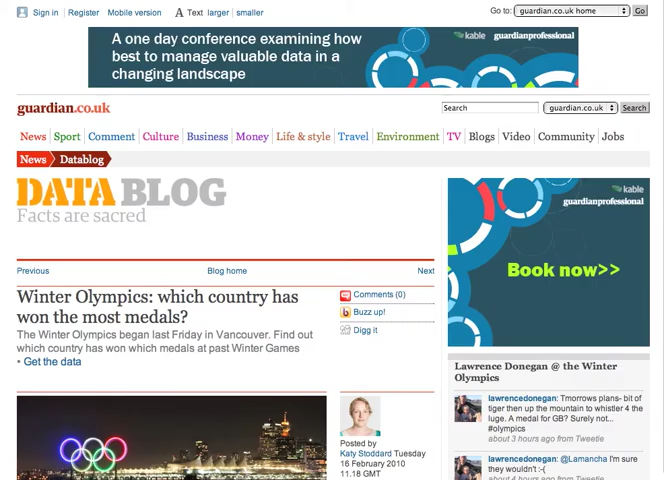 Sign in Register Mobile version A Text larger smaller Go to: guardian.co.uk home Go
A one day conference examining how
best to manage valuable data in a
changing landscape
kable guardianprofessional
guardian.co.uk
Search guardian.co.uk Search
News Sport Comment Culture Business Money Life & style Travel Environment TV Blogs Video Community Jobs
News Datablog
DATA BLOG
Facts are sacred
Previous Blog home Next
Winter Olympics: which country has
won the most medals?
The Winter Olympics began last Friday in Vancouver. Find out
which country has won which medals at past Winter Games
• Get the data
Comments (0)
Buzz up!
Digg it
Posted by
Katy Stoddard Tuesday
16 February 2010
11.18 GMT
kable
guardianprofessional
Book now>>
Lawrence Donegan @ the Winter
Olympics
lawrencedonegan: Tmorrows plans- bit of
tiger then up the mountain to whistler 4 the
luge. A medal for GB? Surely not...
#olympics
about 3 hours ago from Tweetie
lawrencedonegan: @Lamancha I'm sure
they wouldn't :-(
about 4 hours ago from Tweetie